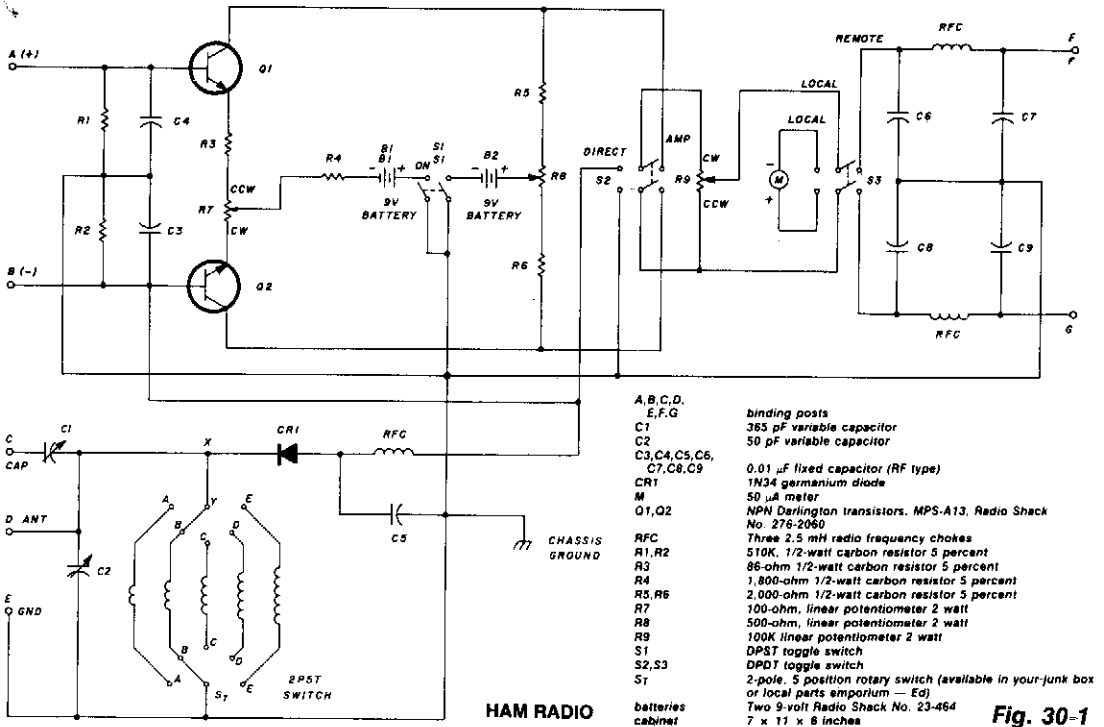 A (+)
Q1
R1
C4
R3
R5
REMOTE
RFC
F
F
LOCAL
LOCAL
C6
C7
AMP
DIRECT
S2
CW
R9
CCW
-
M
+
S3
R4
B1
B1
-
+
ON
S1
S1
B2
-
+
R8
9V
BATTERY
9V
BATTERY
CCW
R7
CW
R2
C3
R6
C8
C9
B (-)
Q2
RFC
G
C
CAP
C1
X
CR1
RFC
D ANT
C2
A
Y
E
B
C
D
C5
CHASSIS
GROUND
E
GND
B
C
D
A
E
ST
2P5T
SWITCH
A,B,C,D,
E,F,G binding posts
C1 365 pF variable capacitor
C2 50 pF variable capacitor
C3,C4,C5,C6,
C7,C8,C9 0.01 µF fixed capacitor (RF type)
CR1 1N34 germanium diode
M 50 µA meter
Q1,Q2 NPN Darlington transistors. MPS-A13, Radio Shack
No. 276-2060
RFC Three 2.5 mH radio frequency chokes
R1,R2 510K, 1/2-watt carbon resistor 5 percent
R3 86-ohm 1/2-watt carbon resistor 5 percent
R4 1,800-ohm 1/2-watt carbon resistor 5 percent
R5,R6 2,000-ohm 1/2-watt carbon resistor 5 percent
R7 100-ohm, linear potentiometer 2 watt
R8 500-ohm, linear potentiometer 2 watt
R9 100K linear potentiometer 2 watt
S1 DPST toggle switch
S2,S3 DPDT toggle switch
ST 2-pole, 5 position rotary switch (available in your junk box
or local parts emporium — Ed)
batteries Two 9-volt Radio Shack No. 23-464
cabinet 7 x 11 x 8 inches
HAM RADIO
Fig. 30-1